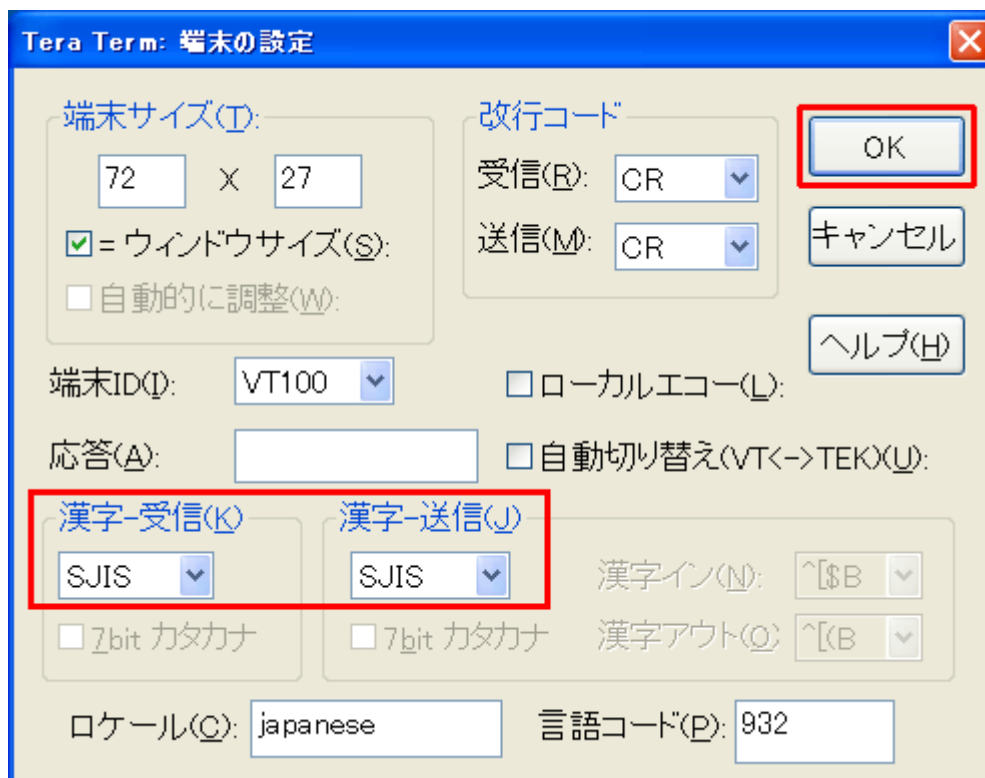 Tera Term: 端末の設定
端末サイズ(T):
72 X 27
= ウィンドウサイズ(S):
自動的に調整(W):
改行コード
受信(R): CR
送信(M): CR
OK
キャンセル
ヘルプ(H)
端末ID(I): VT100
ローカルエコー(L):
応答(A):
自動切り替え(VT<->TEK)(U):
漢字-受信(K)
SJIS
7bit カタカナ
漢字-送信(J)
SJIS
7bit カタカナ
漢字イン(N): ^[$B
漢字アウト(O) ^[(B
ロケール(C): japanese
言語コード(P): 932